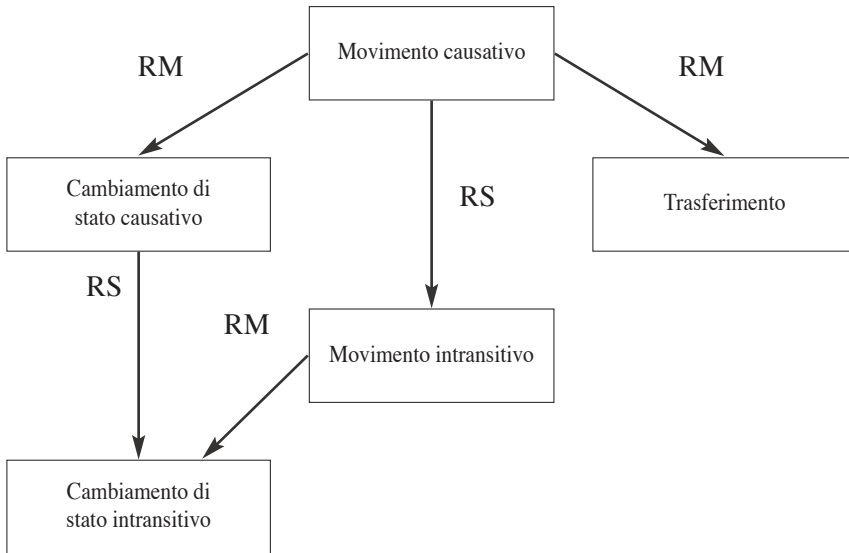 Movimento causativo
RM
RM
Cambiamento di
stato causativo
RS
Trasferimento
RS
RM
Movimento intransitivo
Cambiamento di
stato intransitivo